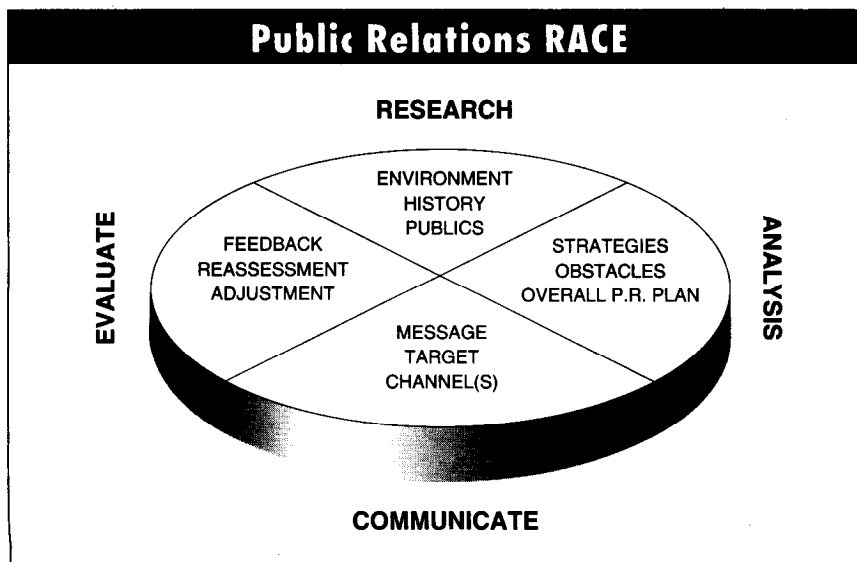 Public Relations RACE
RESEARCH
ENVIRONMENT
HISTORY
PUBLICS
ANALYSIS
STRATEGIES
OBSTACLES
OVERALL P.R. PLAN
COMMUNICATE
MESSAGE
TARGET
CHANNEL(S)
EVALUATE
FEEDBACK
REASSESSMENT
ADJUSTMENT